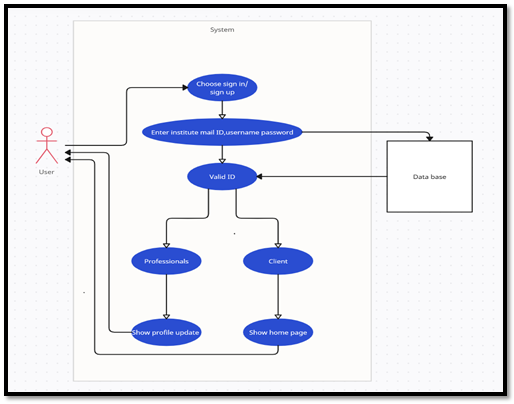 System
Choose sign in/
sign up
Enter institute mail ID,username password
User
Valid ID
Data base
Professionals
Client
Show profile update
Show home page